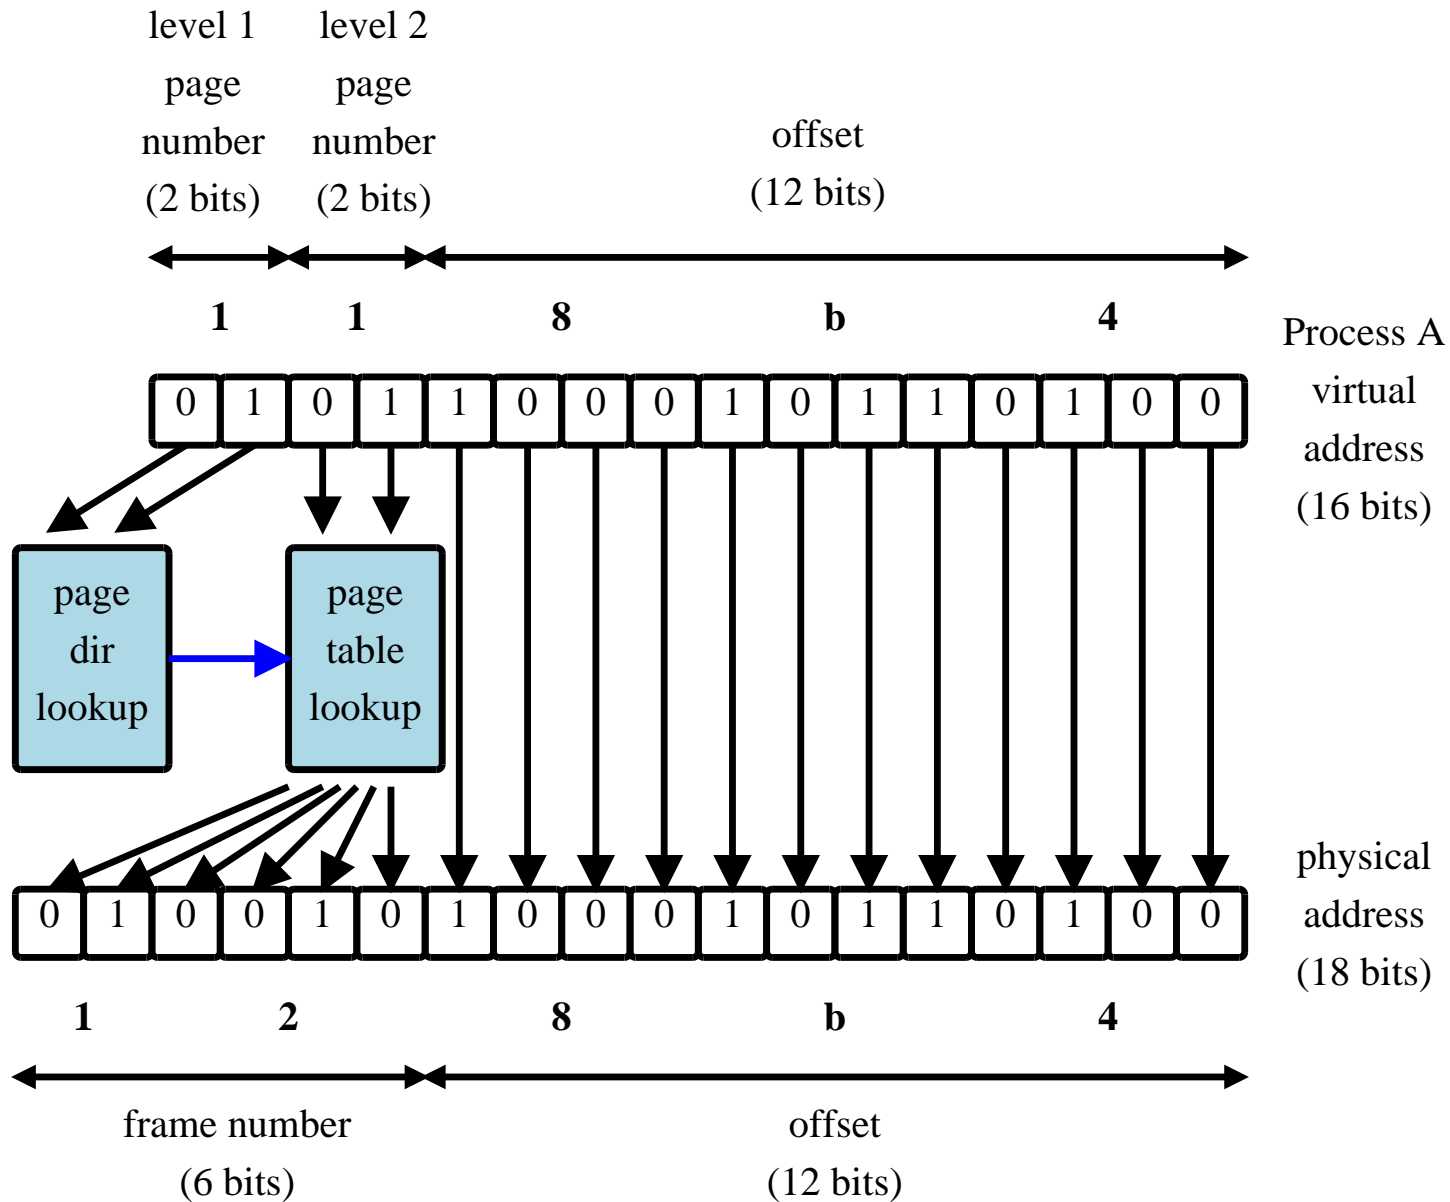 level 1
page
number
(2 bits)
level 2
page
number
(2 bits)
offset
(12 bits)
1 1 8 b 4
0 1 0 1 1 0 0 0 1 0 1 1 0 1 0 0
Process A
virtual
address
(16 bits)
page
dir
lookup
page
table
lookup
0 1 0 0 1 0 1 0 0 0 1 0 1 1 0 1 0 0
physical
address
(18 bits)
1 2 8 b 4
frame number
(6 bits)
offset
(12 bits)